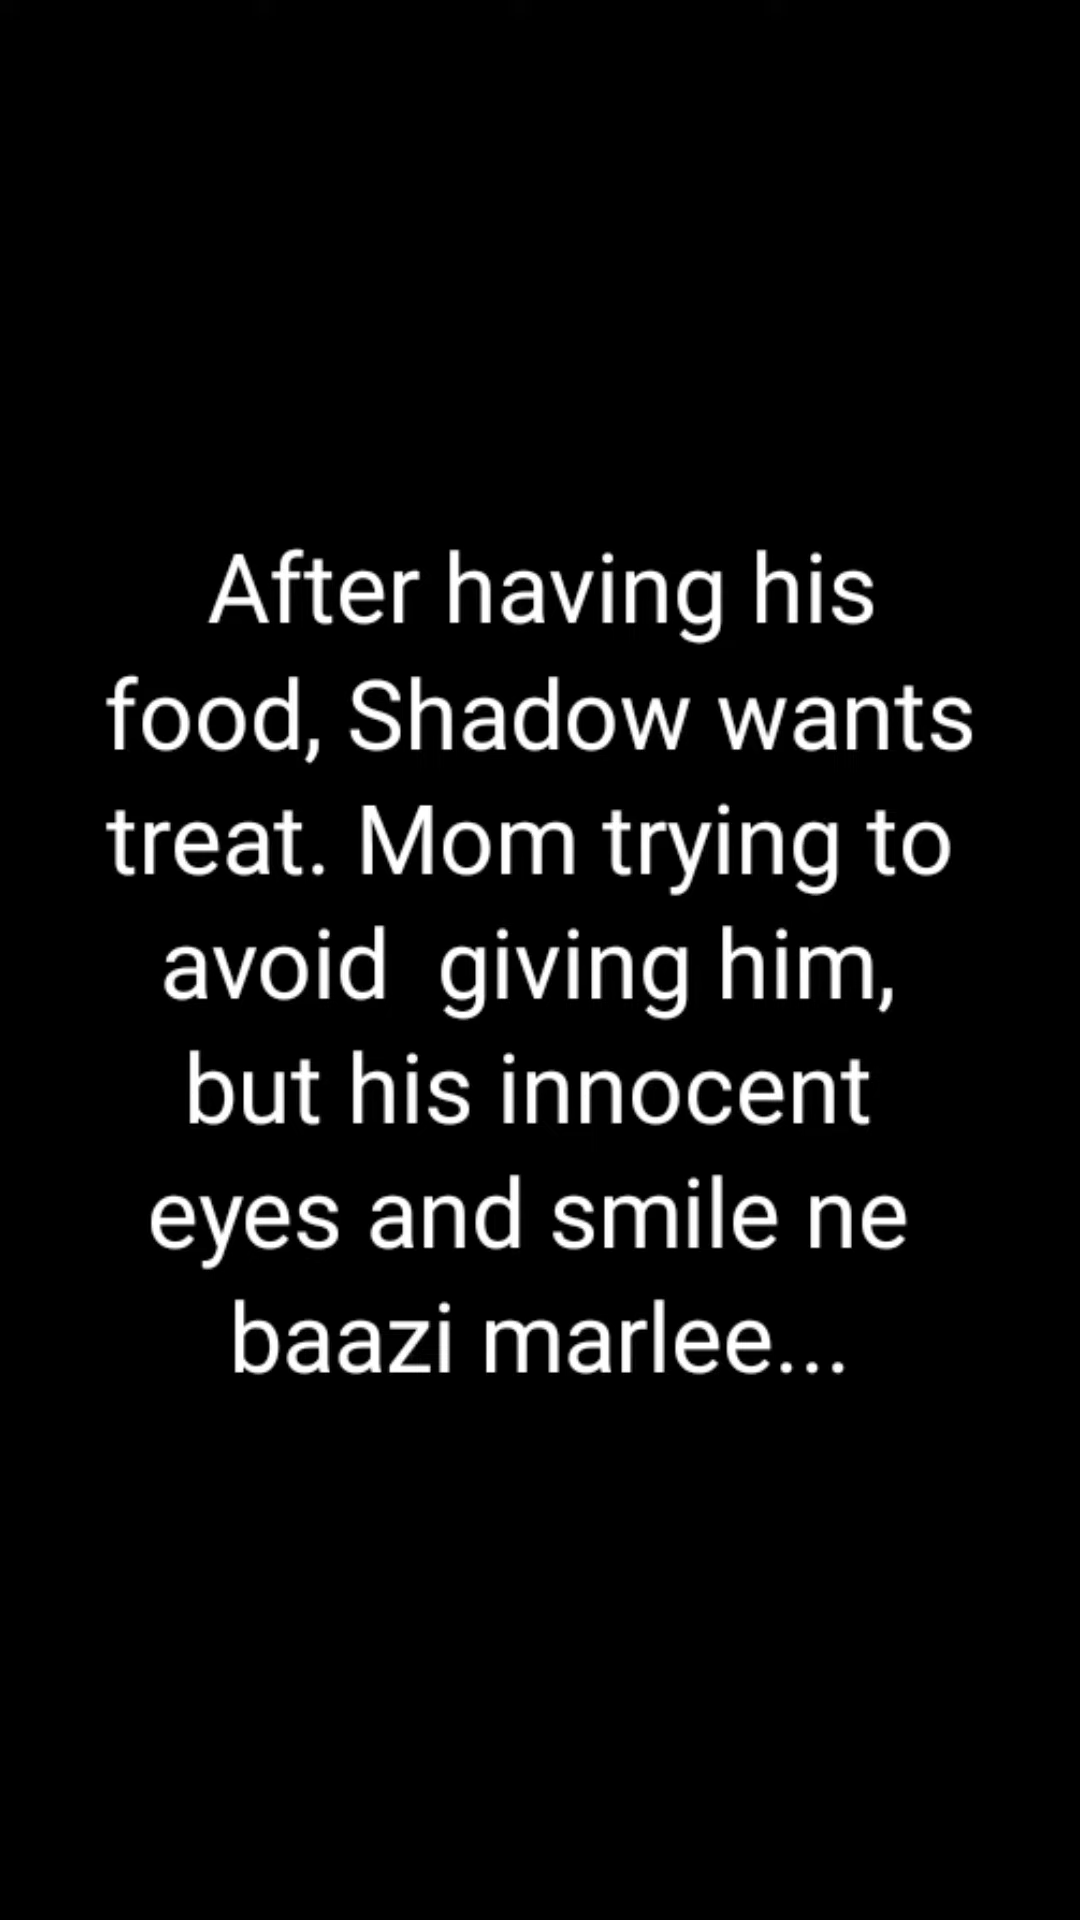 After having his
food, Shadow wants
treat. Mom trying to
avoid  giving him,
but his innocent
eyes and smile ne
baazi marlee...